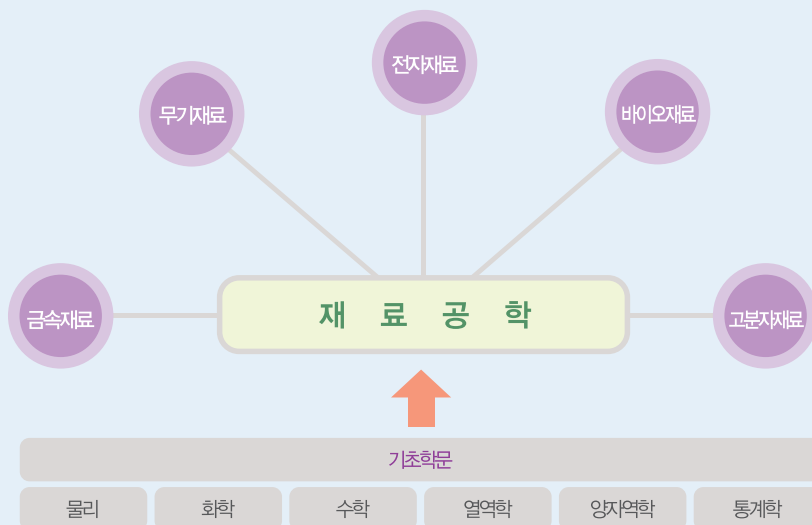 전자재료
무기재료
바이오재료
금속재료
재 료 공 학
고분자재료
기초학문
물리
화학
수학
열역학
양자역학
통계학